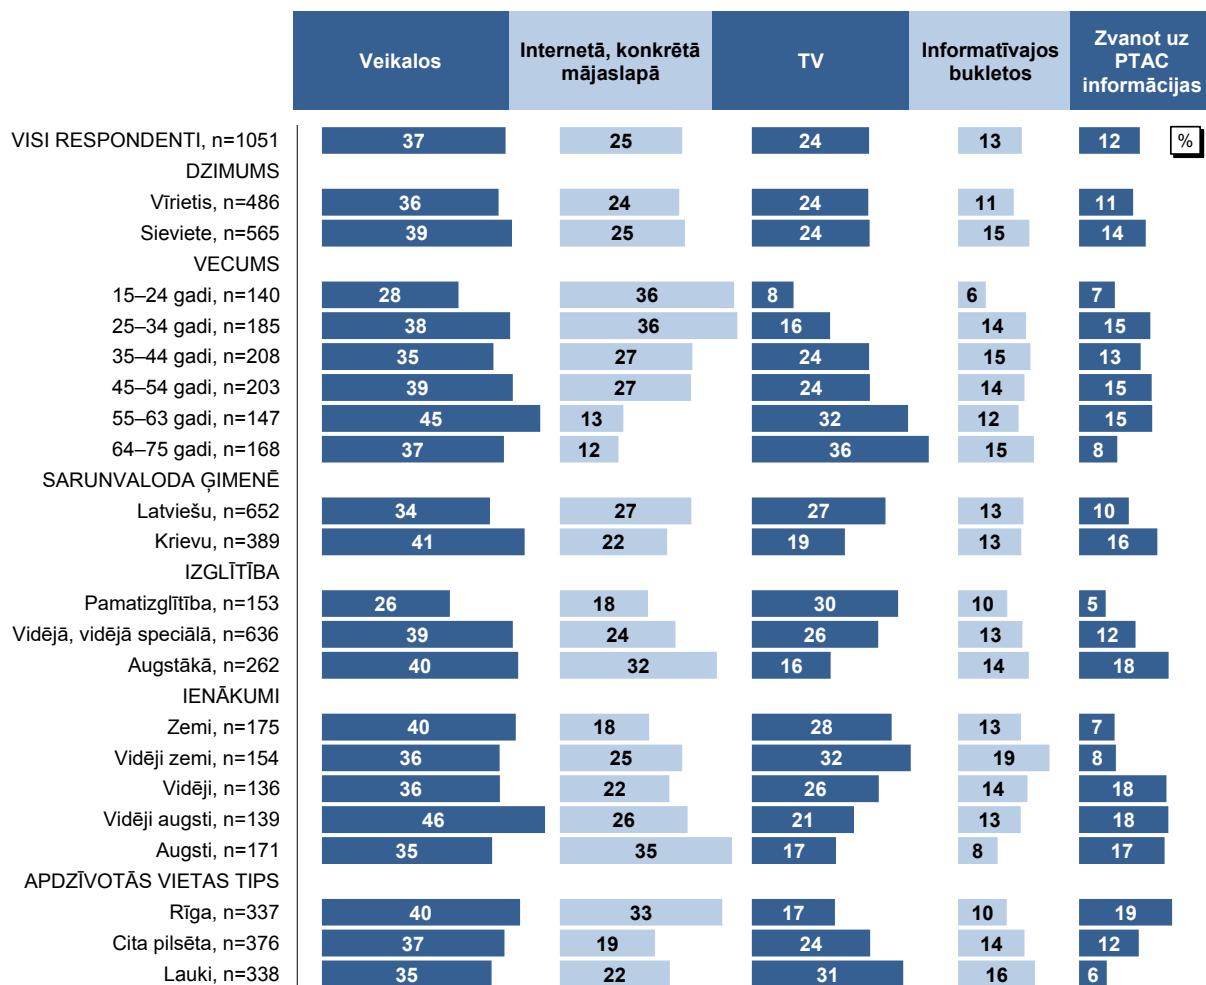 Veikalos
Internetā, konkrētā
mājaslapā
TV
Informatīvajos
bukletos
Zvanot uz
PTAC
informācijas
VISI RESPONDENTI, n=1051 37 25 24 13 12 %
DZIMUMS
Vīrietis, n=486 36 24 24 11 11
Sieviete, n=565 39 25 24 15 14
VECUMS
15–24 gadi, n=140 28 36 8 6 7
25–34 gadi, n=185 38 36 16 14 15
35–44 gadi, n=208 35 27 24 15 13
45–54 gadi, n=203 39 27 24 14 15
55–63 gadi, n=147 45 13 32 12 15
64–75 gadi, n=168 37 12 36 15 8
SARUNVALODA ĢIMENĒ
Latviešu, n=652 34 27 27 13 10
Krievu, n=389 41 22 19 13 16
IZGLĪTĪBA
Pamatizglītība, n=153 26 18 30 10 5
Vidējā, vidējā speciālā, n=636 39 24 26 13 12
Augstākā, n=262 40 32 16 14 18
IENĀKUMI
Zemi, n=175 40 18 28 13 7
Vidēji zemi, n=154 36 25 32 19 8
Vidēji, n=136 36 22 26 14 18
Vidēji augsti, n=139 46 26 21 13 18
Augsti, n=171 35 35 17 8 17
APDZĪVOTĀS VIETAS TIPS
Rīga, n=337 40 33 17 10 19
Cita pilsēta, n=376 37 19 24 14 12
Lauki, n=338 35 22 31 16 6